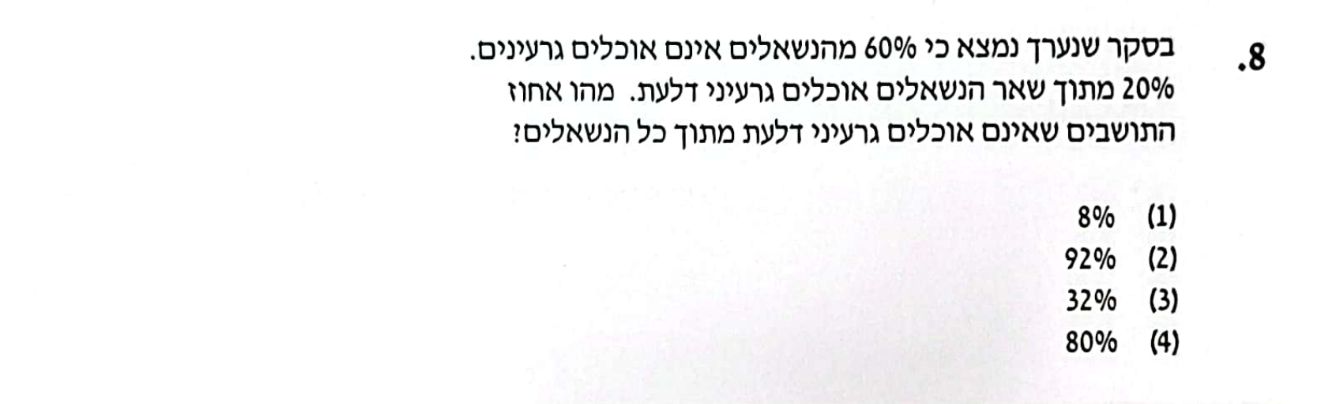 8. בסקר שנערך נמצא כי 60% מהנשאלים אינם אוכלים גרעינים.
20% מתוך שאר הנשאלים אוכלים גרעיני דלעת. מהו אחוז
התושבים שאינם אוכלים גרעיני דלעת מתוך כל הנשאלים?
(1) 8%
(2) 92%
(3) 32%
(4) 80%